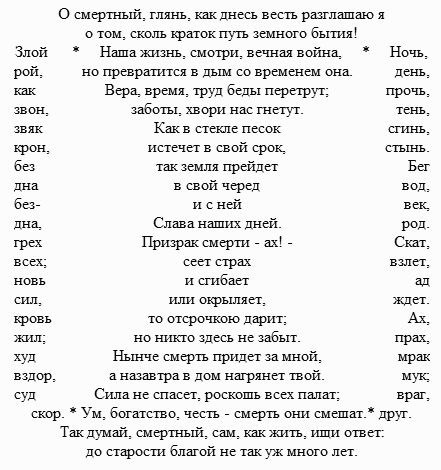 О смертный, глянь, как днесь весть разглашаю я
о том, сколь краток путь земного бытия!
Злой * Наша жизнь, смотри, вечная война, * Ночь,
рой, но превратится в дым со временем она. день,
как Вера, время, труд беды перетрут; прочь,
звон, заботы, хвори нас гнетут. тень,
звяк Как в стекле песок сгинь,
крон, истечет в свой срок, стынь.
без так земля прейдет Бег
дна в свой черед вод,
без- и с ней век,
дна, Слава наших дней. род.
грех Призрак смерти - ах! - Скат,
всех; сеет страх взлет,
новь и сгибает ад
сил, или окрыляет, ждет.
кровь то отсрочкою дарит; Ах,
жил; но никто здесь не забыт. прах,
худ Нынче смерть придет за мной, мрак
вздор, а назавтра в дом нагрянет твой. мук;
суд Сила не спасет, роскошь всех палат; враг,
скор. * Ум, богатство, честь - смерть они смешат.* друг.
Так думай, смертный, сам, как жить, ищи ответ:
до старости благой не так уж много лет.